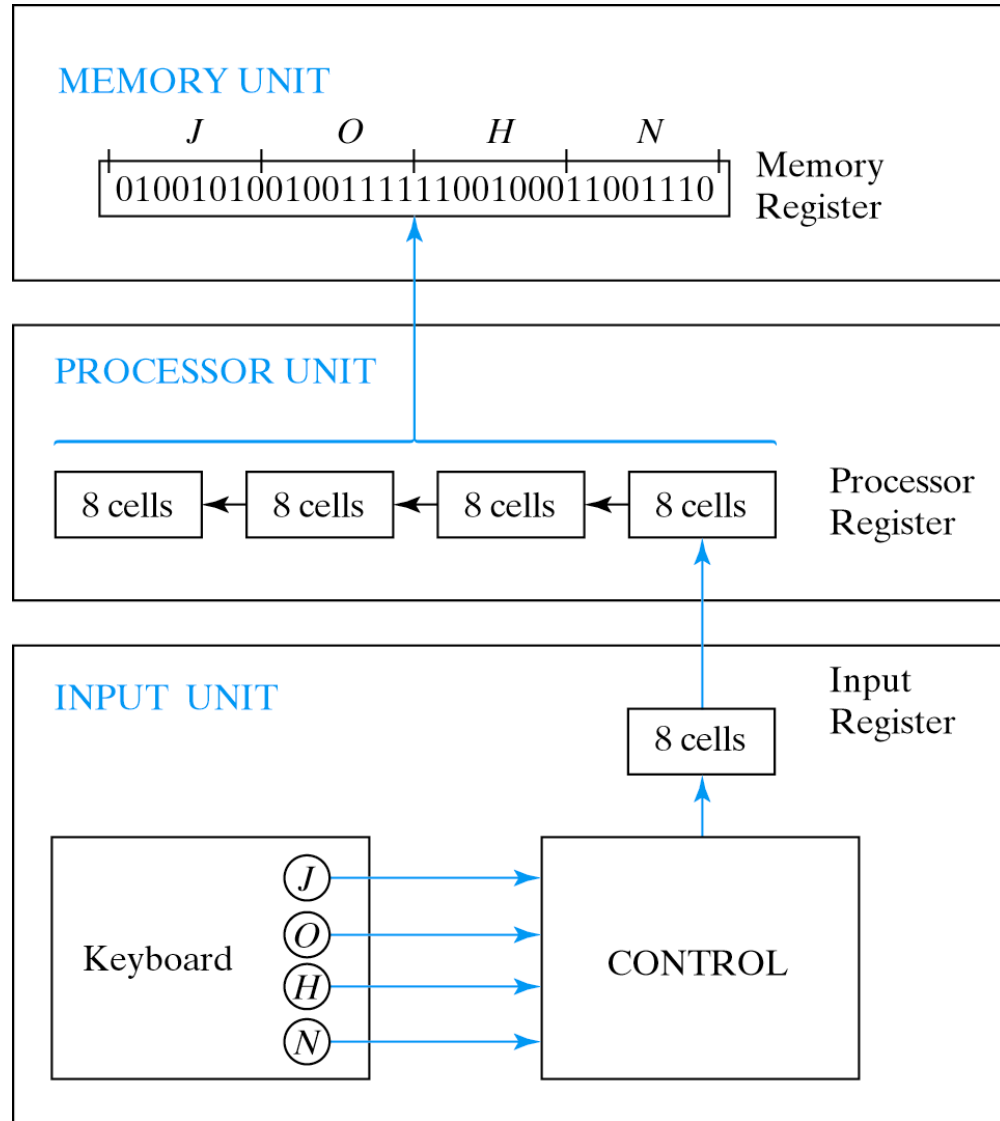 MEMORY UNIT
J O H N
01001010010011111100100011001110
Memory
Register
PROCESSOR UNIT
8 cells 8 cells 8 cells 8 cells
Processor
Register
INPUT UNIT
Input
Register
8 cells
Keyboard
J
O
H
N
CONTROL